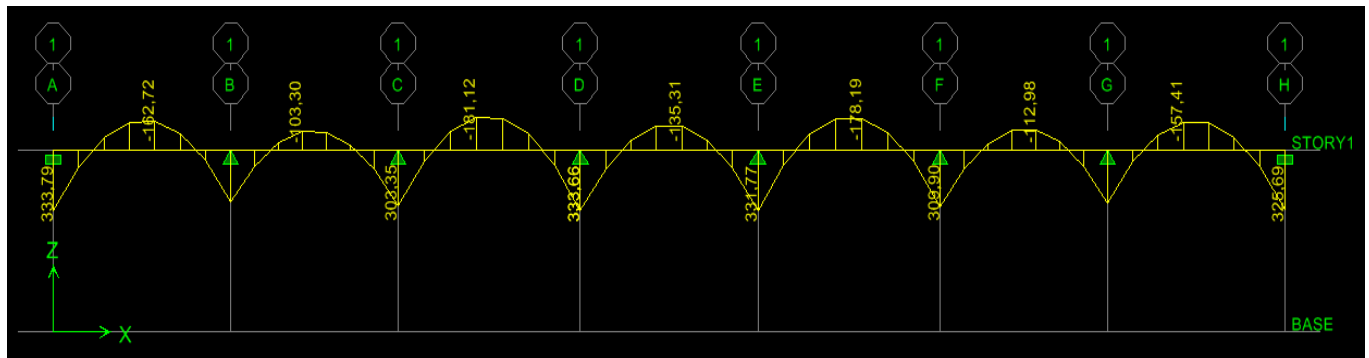 1 1 1 1 1 1 1 1
A B C D E F G H
-162,72 -103,30 -181,12 -135,31 -178,19 -112,98 -157,41
STORY1
333,79 303,35 333,66 331,77 309,90 325,69
Z
X
BASE